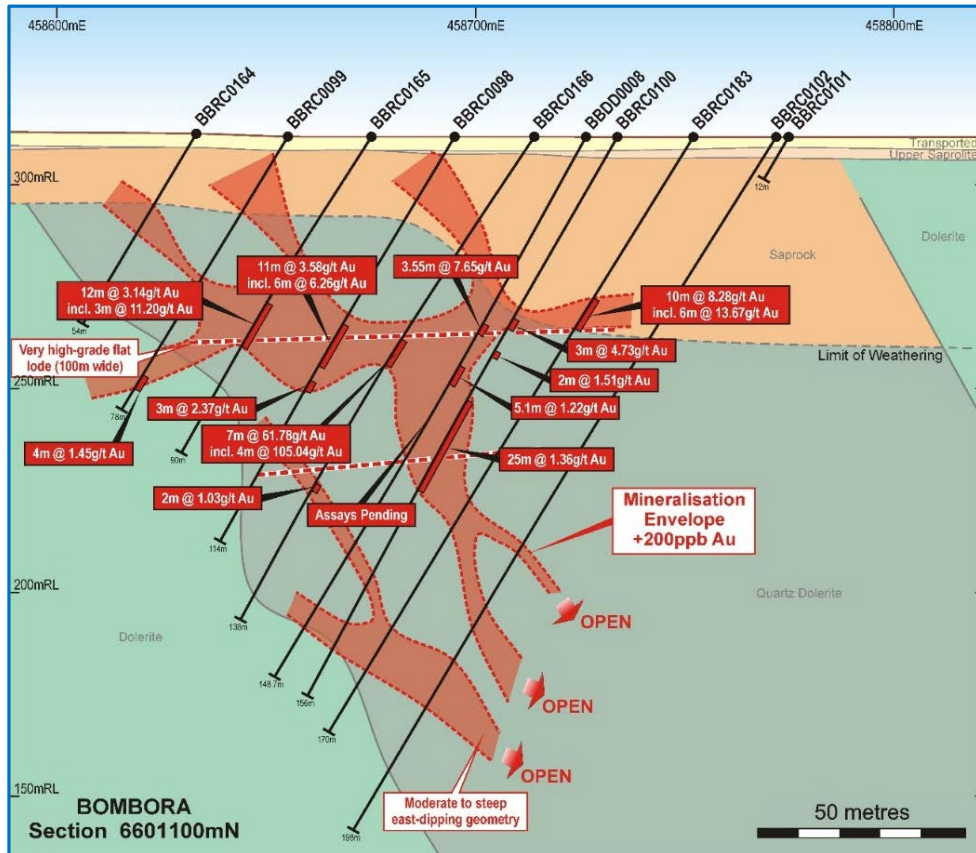 458600mE
458700mE
458800mE
BBRC0164
BBRC0099
BBRC0165
BBRC0098
BBRC0166
BBDD0008
BBRC0100
BBRC0183
BBRC0102
BBRC0101
Transported
Upper Saprolite
12m
300mRL
Dolerite
Saprock
11m @ 3.58g/t Au
incl. 6m @ 6.26g/t Au
3.55m @ 7.65g/t Au
12m @ 3.14g/t Au
incl. 3m @ 11.20g/t Au
10m @ 8.28g/t Au
incl. 6m @ 13.67g/t Au
54m
Very high-grade flat
lode (100m wide)
3m @ 4.73g/t Au
Limit of Weathering
2m @ 1.51g/t Au
250mRL
78m
3m @ 2.37g/t Au
5.1m @ 1.22g/t Au
7m @ 61.78g/t Au
incl. 4m @ 105.04g/t Au
4m @ 1.45g/t Au
90m
25m @ 1.36g/t Au
2m @ 1.03g/t Au
Assays Pending
Mineralisation
Envelope
+200ppb Au
114m
200mRL
Quartz Dolerite
OPEN
138m
Dolerite
148.7m
156m
OPEN
170m
OPEN
150mRL
Moderate to steep
east-dipping geometry
198m
BOMBORA
Section 6601100mN
50 metres